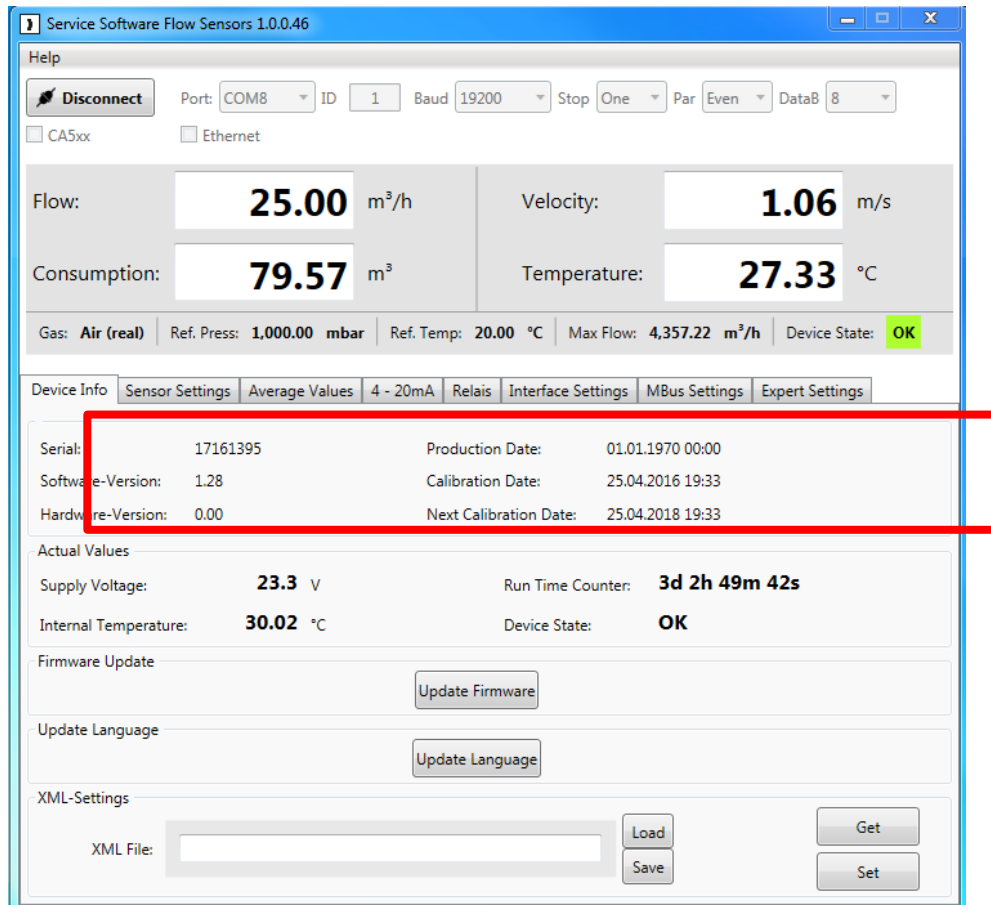 Service Software Flow Sensors 1.0.0.46
Help
Disconnect Port: COM8 ID 1 Baud 19200 Stop One Par Even DataB 8
CA5xx Ethernet
Flow: 25.00 m³/h Velocity: 1.06 m/s
Consumption: 79.57 m³ Temperature: 27.33 °C
Gas: Air (real) Ref. Press: 1,000.00 mbar Ref. Temp: 20.00 °C Max Flow: 4,357.22 m³/h Device State: OK
Device Info Sensor Settings Average Values 4 - 20mA Relais Interface Settings MBus Settings Expert Settings
Serial: 17161395 Production Date: 01.01.1970 00:00
Software-Version: 1.28 Calibration Date: 25.04.2016 19:33
Hardware-Version: 0.00 Next Calibration Date: 25.04.2018 19:33
Actual Values
Supply Voltage: 23.3 V Run Time Counter: 3d 2h 49m 42s
Internal Temperature: 30.02 °C Device State: OK
Firmware Update
Update Firmware
Update Language
Update Language
XML-Settings
XML File: Load Get
Save Set